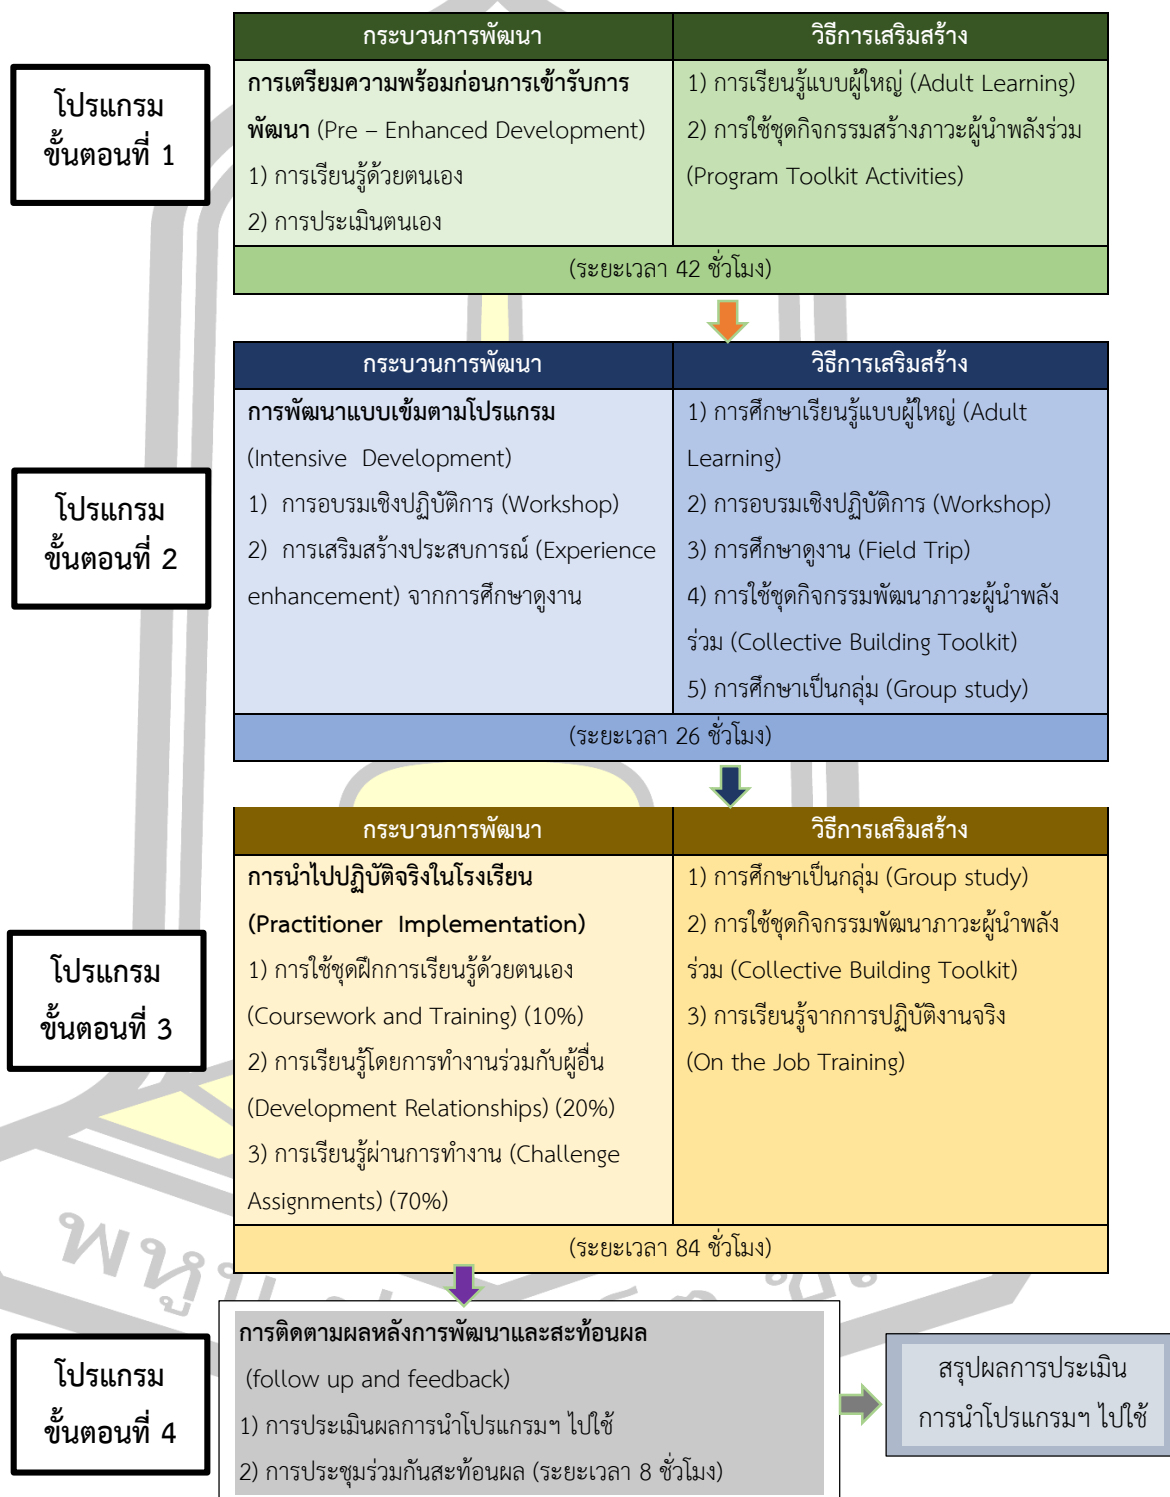 กระบวนการพัฒนา
วิธีการเสริมสร้าง
โปรแกรม
ขั้นตอนที่ 1
การเตรียมความพร้อมก่อนการเข้ารับการ
พัฒนา (Pre – Enhanced Development)
1) การเรียนรู้ด้วยตนเอง
2) การประเมินตนเอง
1) การเรียนรู้แบบผู้ใหญ่ (Adult Learning)
2) การใช้ชุดกิจกรรมสร้างภาวะผู้นำพลังร่วม
(Program Toolkit Activities)
(ระยะเวลา 42 ชั่วโมง)
กระบวนการพัฒนา
วิธีการเสริมสร้าง
โปรแกรม
ขั้นตอนที่ 2
การพัฒนาแบบเข้มตามโปรแกรม
(Intensive Development)
1) การอบรมเชิงปฏิบัติการ (Workshop)
2) การเสริมสร้างประสบการณ์ (Experience
enhancement) จากการศึกษาดูงาน
1) การศึกษาเรียนรู้แบบผู้ใหญ่ (Adult
Learning)
2) การอบรมเชิงปฏิบัติการ (Workshop)
3) การศึกษาดูงาน (Field Trip)
4) การใช้ชุดกิจกรรมพัฒนาภาวะผู้นำพลัง
ร่วม (Collective Building Toolkit)
5) การศึกษาเป็นกลุ่ม (Group study)
(ระยะเวลา 26 ชั่วโมง)
กระบวนการพัฒนา
วิธีการเสริมสร้าง
โปรแกรม
ขั้นตอนที่ 3
การนำไปปฏิบัติจริงในโรงเรียน
(Practitioner Implementation)
1) การใช้ชุดฝึกการเรียนรู้ด้วยตนเอง
(Coursework and Training) (10%)
2) การเรียนรู้โดยการทำงานร่วมกับผู้อื่น
(Development Relationships) (20%)
3) การเรียนรู้ผ่านการทำงาน (Challenge
Assignments) (70%)
1) การศึกษาเป็นกลุ่ม (Group study)
2) การใช้ชุดกิจกรรมพัฒนาภาวะผู้นำพลัง
ร่วม (Collective Building Toolkit)
3) การเรียนรู้จากการปฏิบัติงานจริง
(On the Job Training)
(ระยะเวลา 84 ชั่วโมง)
โปรแกรม
ขั้นตอนที่ 4
การติดตามผลหลังการพัฒนาและสะท้อนผล
(follow up and feedback)
1) การประเมินผลการนำโปรแกรมฯ ไปใช้
2) การประชุมร่วมกันสะท้อนผล (ระยะเวลา 8 ชั่วโมง)
สรุปผลการประเมิน
การนำโปรแกรมฯ ไปใช้